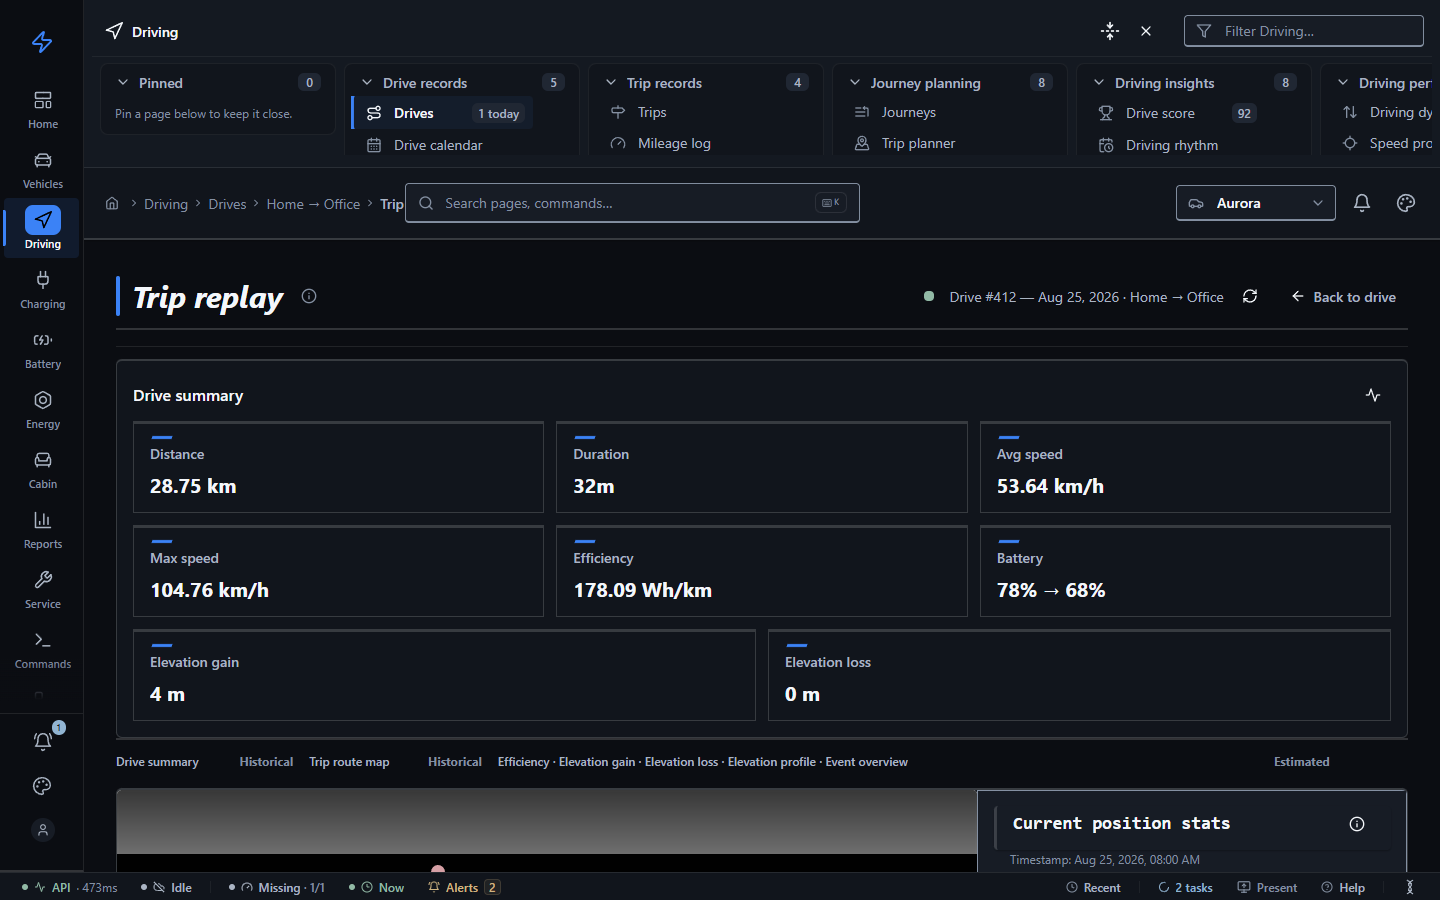 Driving
Filter Driving...
Pinned 0
Pin a page below to keep it close.
Drive records 5
Drives 1 today
Drive calendar
Trip records 4
Trips
Mileage log
Journey planning 8
Journeys
Trip planner
Driving insights 8
Drive score 92
Driving rhythm
Driving
Driving
Speed
Home
Vehicles
Driving
Charging
Battery
Energy
Cabin
Reports
Service
Commands
1
Driving > Drives > Home → Office > Trip
Search pages, commands... K
Aurora
Trip replay
Drive #412 — Aug 25, 2026 · Home → Office
Back to drive
Drive summary
Distance
28.75 km
Duration
32m
Avg speed
53.64 km/h
Max speed
104.76 km/h
Efficiency
178.09 Wh/km
Battery
78% → 68%
Elevation gain
4 m
Elevation loss
0 m
Drive summary Historical Trip route map Historical Efficiency · Elevation gain · Elevation loss · Elevation profile · Event overview Estimated
Current position stats
Timestamp: Aug 25, 2026, 08:00 AM
API · 473ms Idle Missing · 1/1 Now Alerts 2 Recent 2 tasks Present Help